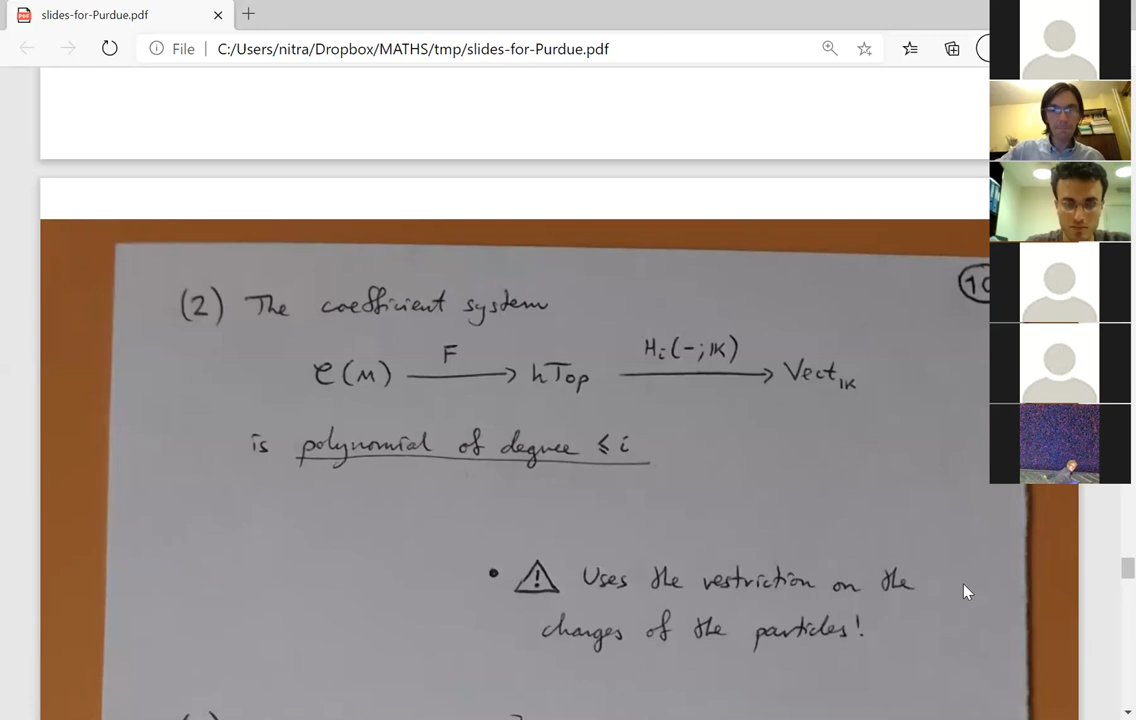 slides-for-Purdue.pdf
File | C:/Users/nitra/Dropbox/MATHS/tmp/slides-for-Purdue.pdf
(2) The coefficient system
C(M) —F→ hTop —Hᵢ(-;𝕂)→ Vect_𝕂
is polynomial of degree ⩽ i
• ⚠ Uses the restriction on the
charges of the particles!